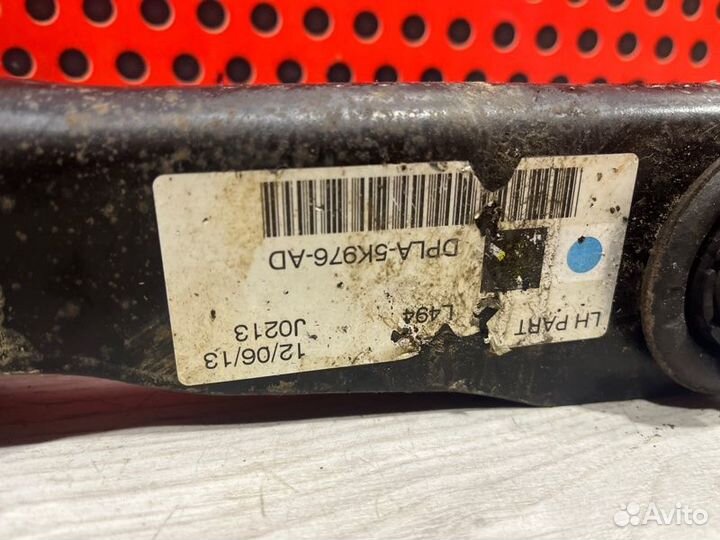 LH PART
L494
12/06/13
J0213
DPLA-5K976-AD
Avito